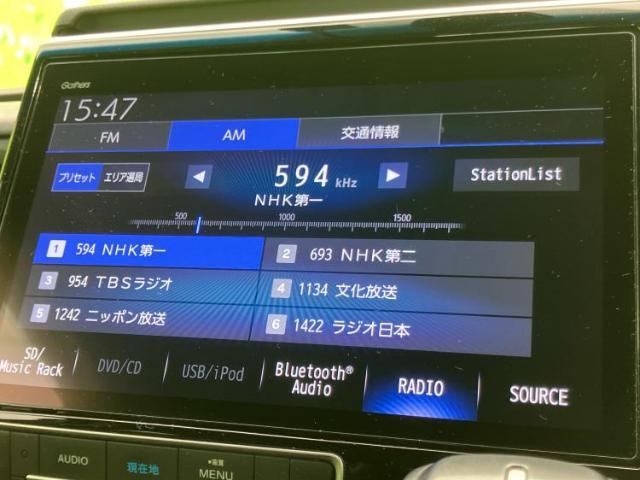 Gathers
15:47
FM AM 交通情報
プリセット エリア選局 ◀ 594 kHz ▶ StationList
NHK第一
500 1000 1500
1 594 NHK第一 2 693 NHK第二
3 954 TBSラジオ 4 1134 文化放送
5 1242 ニッポン放送 6 1422 ラジオ日本
SD/
Music Rack DVD/CD USB/iPod Bluetooth® Audio RADIO SOURCE
AUDIO 現在地 画質 MENU